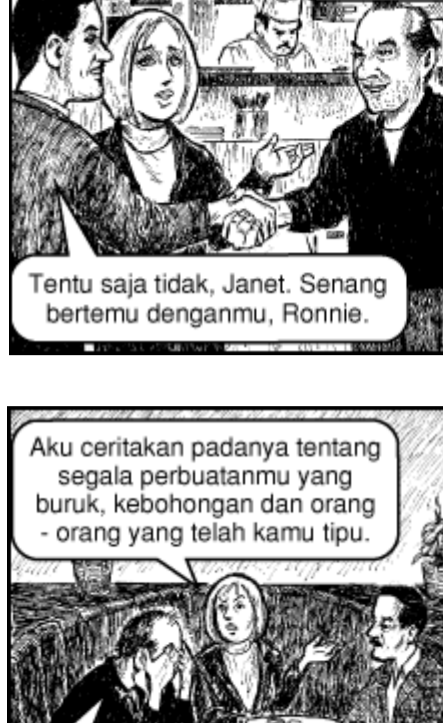 Tentu saja tidak, Janet. Senang
bertemu denganmu, Ronnie.
Aku ceritakan padanya tentang
segala perbuatanmu yang
buruk, kebohongan dan orang
- orang yang telah kamu tipu.